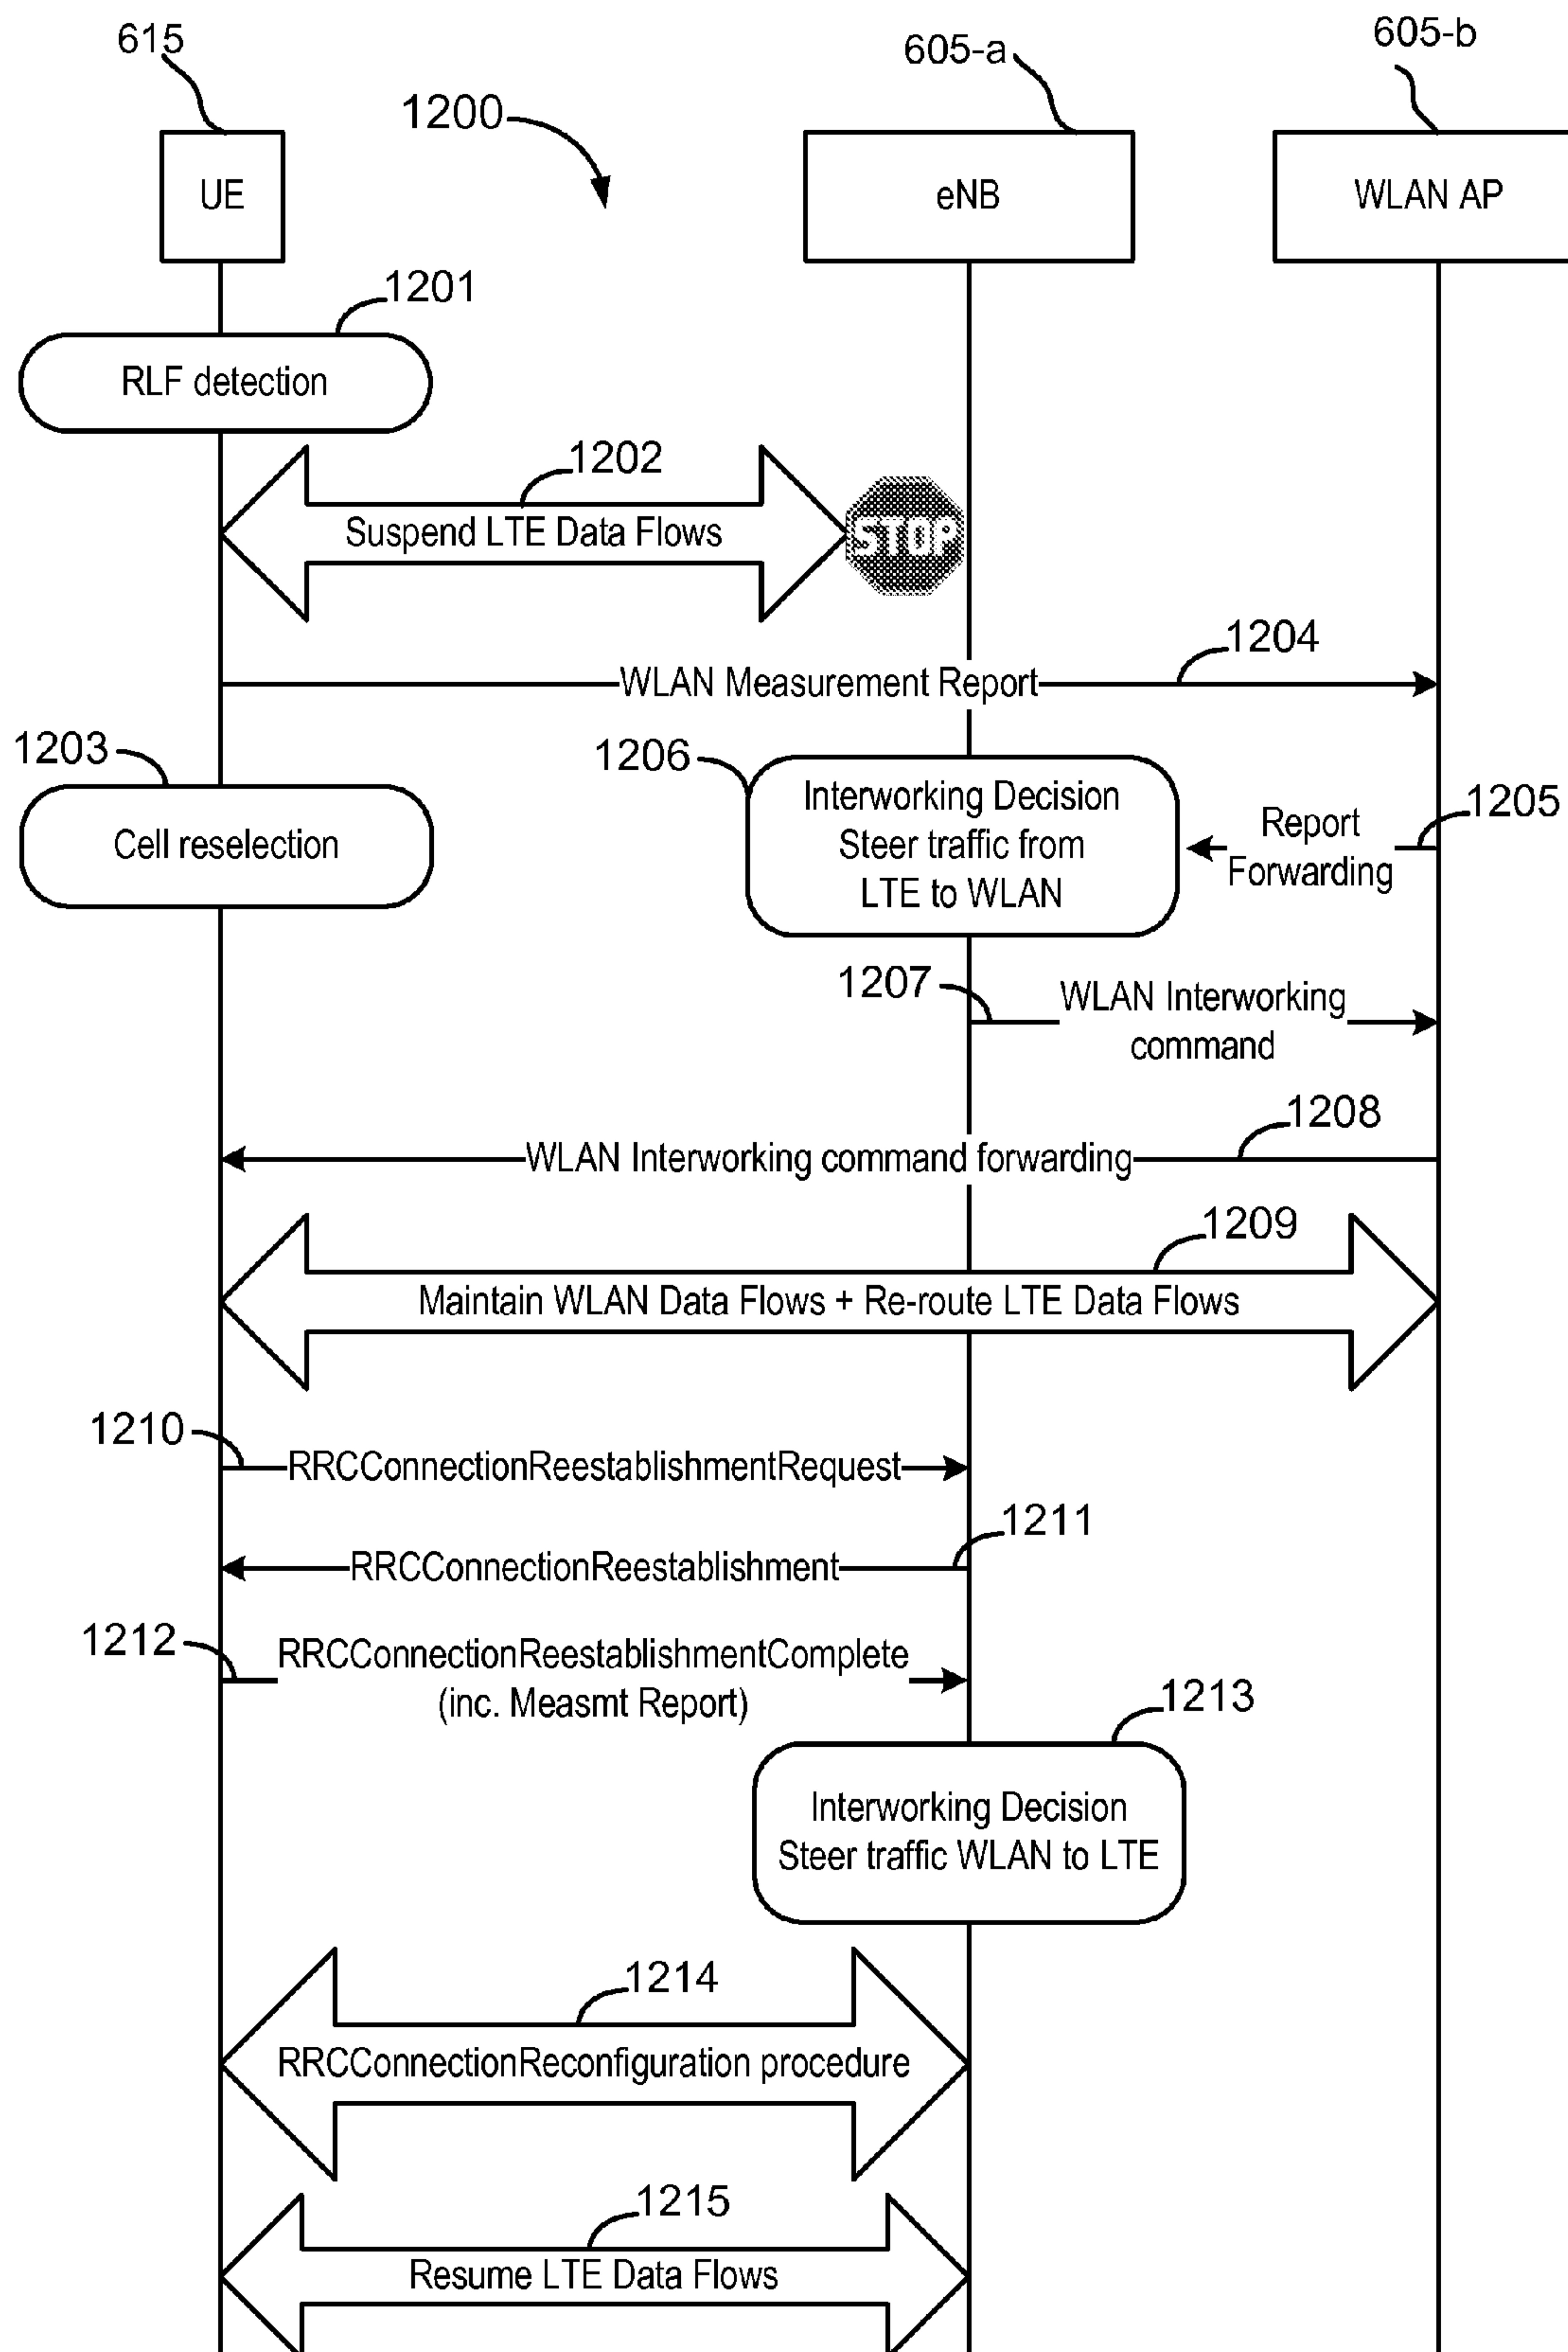 615
605-a
605-b
1200
UE
eNB
WLAN AP
1201
RLF detection
1202
Suspend LTE Data Flows
STOP
1204
WLAN Measurement Report
1203
Cell reselection
1206
Interworking Decision
Steer traffic from
LTE to WLAN
1205
Report
Forwarding
1207
WLAN Interworking
command
1208
WLAN Interworking command forwarding
1209
Maintain WLAN Data Flows + Re-route LTE Data Flows
1210
RRCConnectionReestablishmentRequest
1211
RRCConnectionReestablishment
1212
RRCConnectionReestablishmentComplete
(inc. Measmt Report)
1213
Interworking Decision
Steer traffic WLAN to LTE
1214
RRCConnectionReconfiguration procedure
1215
Resume LTE Data Flows